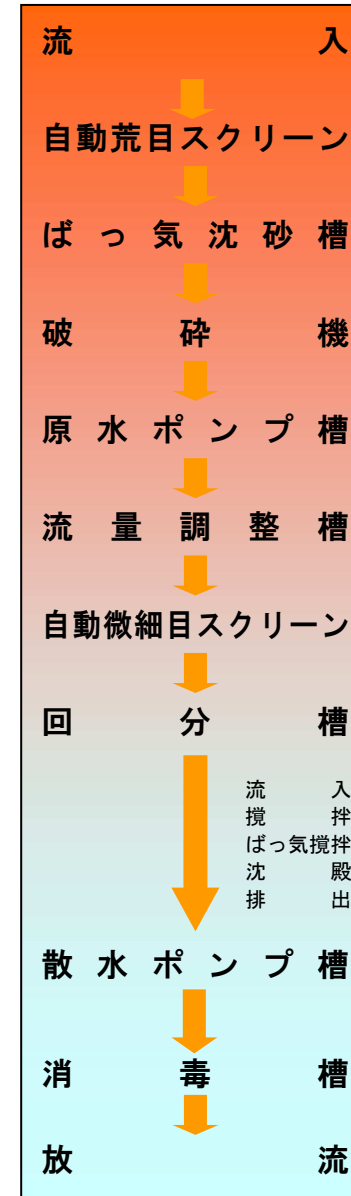 流入
自動荒目スクリーン
ばっ気沈砂槽
破砕機
原水ポンプ槽
流量調整槽
自動微細目スクリーン
回分槽
流入
撹拌
ばっ気撹拌
沈殿
排出
散水ポンプ槽
消毒槽
放流